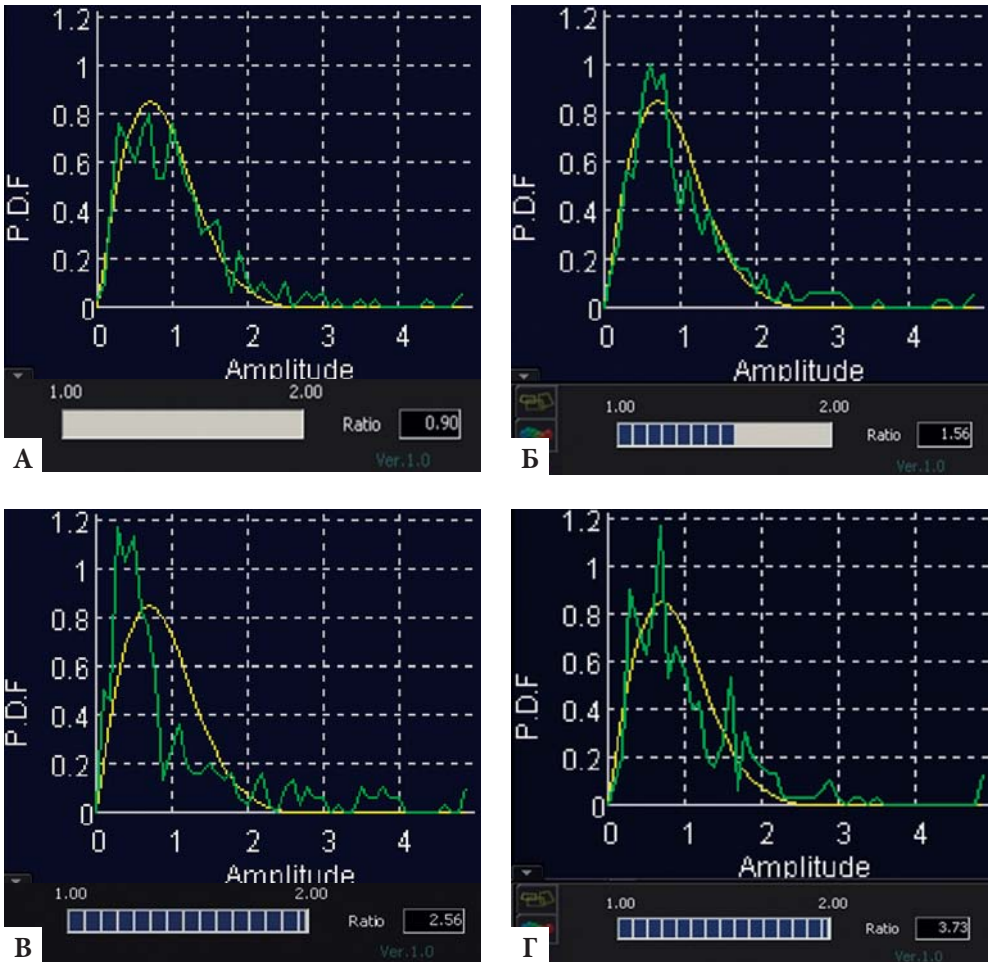 1.2
1
0.8
0.6
0.4
0.2
0
P.D.F
0 1 2 3 4
Amplitude
1.00 2.00
Ratio 0.90
Ver.1.0
А
1.2
1
0.8
0.6
0.4
0.2
0
P.D.F
0 1 2 3 4
Amplitude
1.00 2.00
Ratio 1.56
Ver.1.0
Б
1.2
1
0.8
0.6
0.4
0.2
0
P.D.F
0 1 2 3 4
Amplitude
1.00 2.00
Ratio 2.56
Ver.1.0
В
1.2
1
0.8
0.6
0.4
0.2
0
P.D.F
0 1 2 3 4
Amplitude
1.00 2.00
Ratio 3.73
Ver.1.0
Г